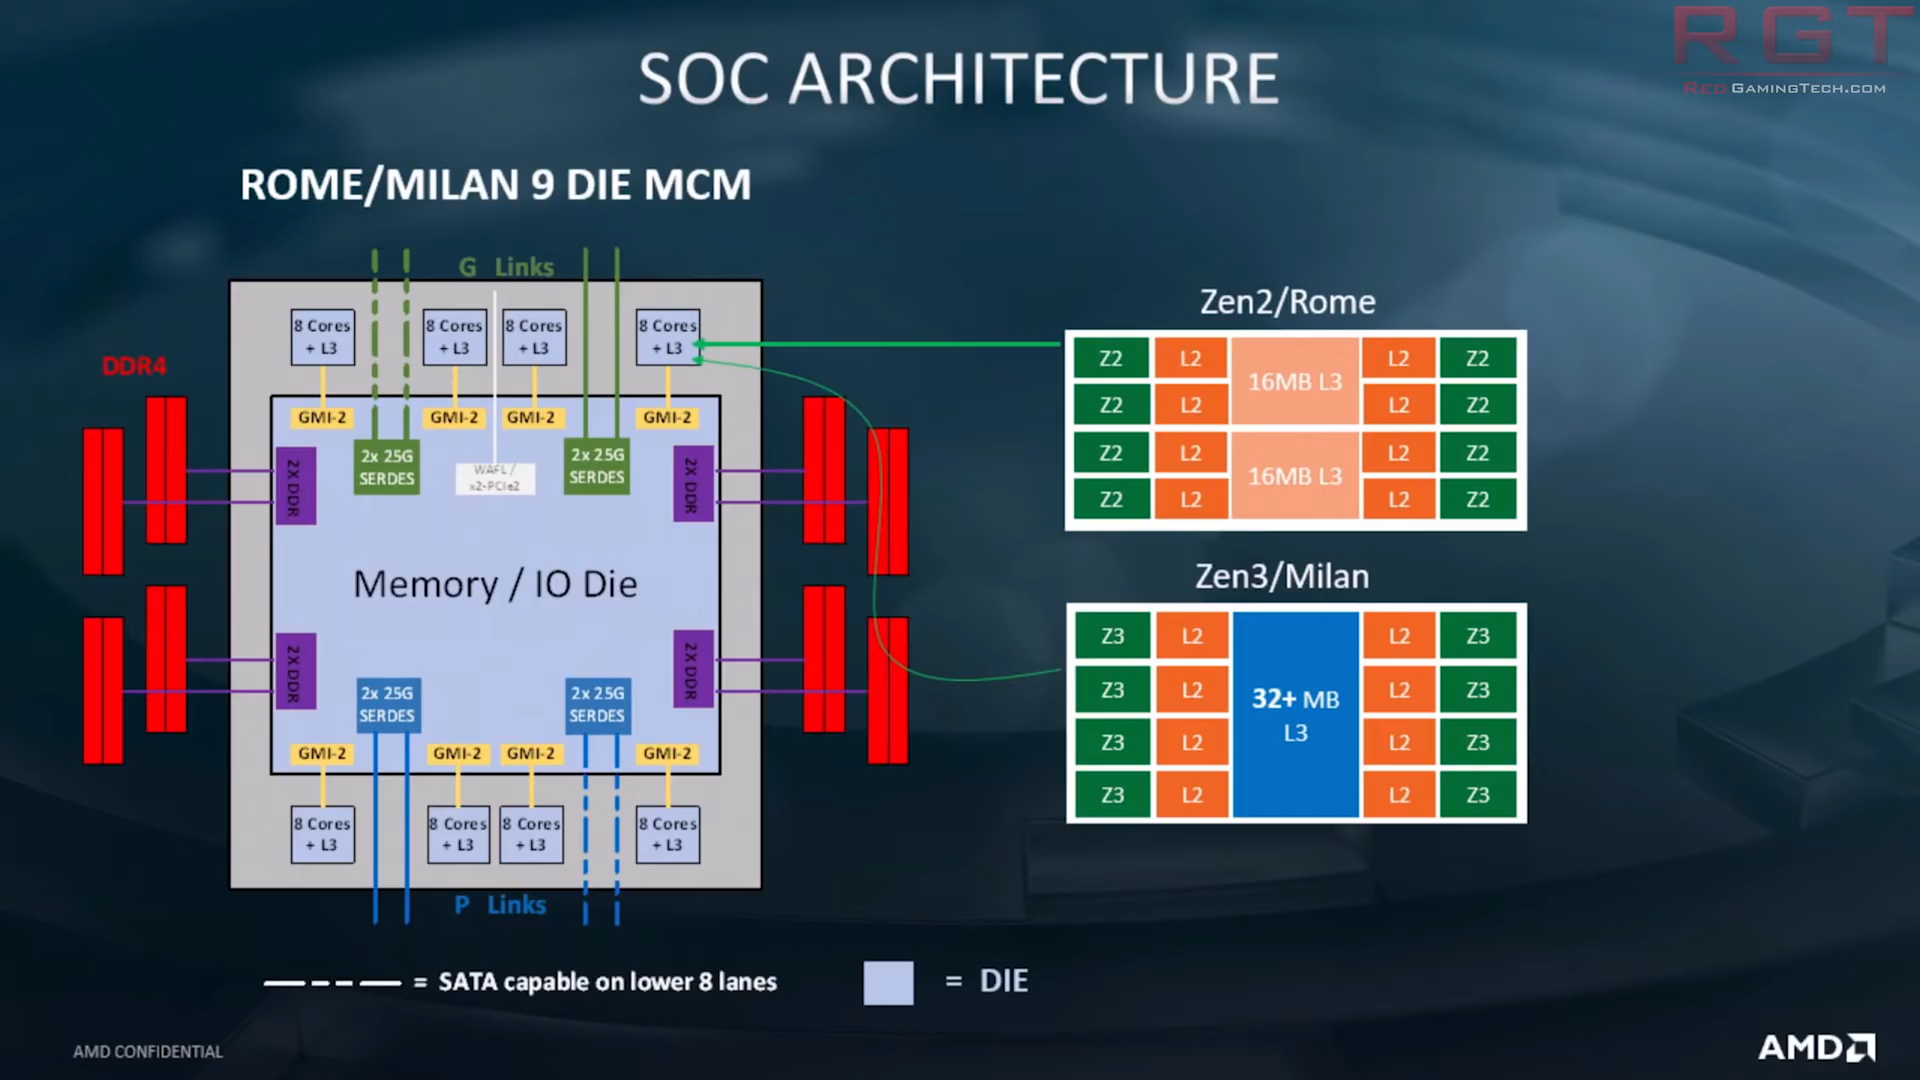 RGT
REDGAMINGTECH.COM
SOC ARCHITECTURE
ROME/MILAN 9 DIE MCM
G Links
8 Cores
+ L3
8 Cores
+ L3
8 Cores
+ L3
8 Cores
+ L3
DDR4
GMI-2 GMI-2 GMI-2 GMI-2
2X DDR
2x 25G
SERDES
WAFL /
x2-PCIe2
2x 25G
SERDES
2X DDR
Memory / IO Die
2X DDR
2x 25G
SERDES
2x 25G
SERDES
2X DDR
GMI-2 GMI-2 GMI-2 GMI-2
8 Cores
+ L3
8 Cores
+ L3
8 Cores
+ L3
8 Cores
+ L3
P Links
Zen2/Rome
Z2 L2 16MB L3 L2 Z2
Z2 L2 L2 Z2
Z2 L2 16MB L3 L2 Z2
Z2 L2 L2 Z2
Zen3/Milan
Z3 L2 32+ MB L2 Z3
Z3 L2 L3 L2 Z3
Z3 L2 L2 Z3
Z3 L2 L2 Z3
= SATA capable on lower 8 lanes
= DIE
AMD CONFIDENTIAL
AMD